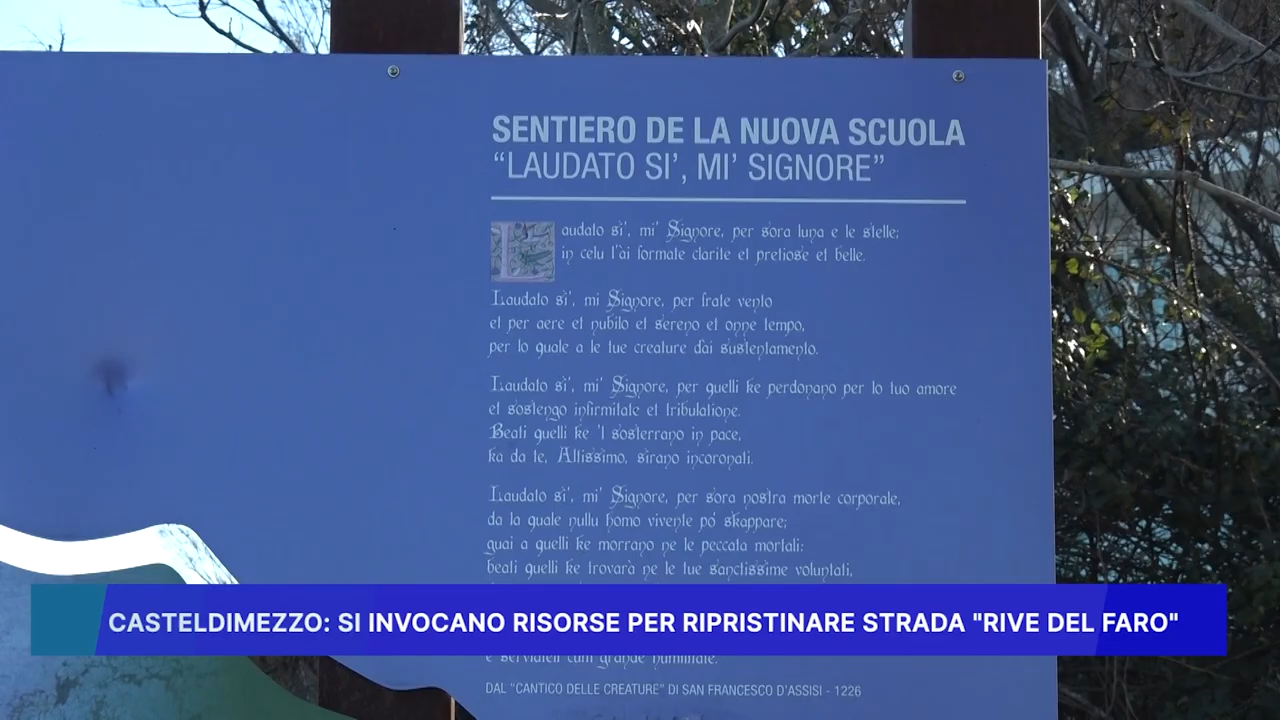 SENTIERO DE LA NUOVA SCUOLA
“LAUDATO SI’, MI’ SIGNORE”
Laudato si’, mi’ Signore, per sora luna e le stelle;
in celu l’ài formate clarite et pretiose et belle.
Laudato si’, mi Signore, per frate vento
et per aere et nubilo et sereno et onne tempo,
per lo quale a le tue creature dai sustentamento.
Laudato si’, mi’ Signore, per quelli ke perdonano per lo tuo amore
et sostengo infirmitate et tribulatione.
Beati quelli ke ’l sosterrano in pace,
ka da te, Altissimo, sirano incoronati.
Laudato si’, mi’ Signore, per sora nostra morte corporale,
da la quale nullu homo vivente po’ skappare;
guai a quelli ke morrano ne le peccata mortali:
beati quelli ke trovarà ne le tue sanctissime voluntati,
CASTELDIMEZZO: SI INVOCANO RISORSE PER RIPRISTINARE STRADA "RIVE DEL FARO"
e serviateli cum grande humilitate.
DAL “CANTICO DELLE CREATURE” DI SAN FRANCESCO D’ASSISI - 1226